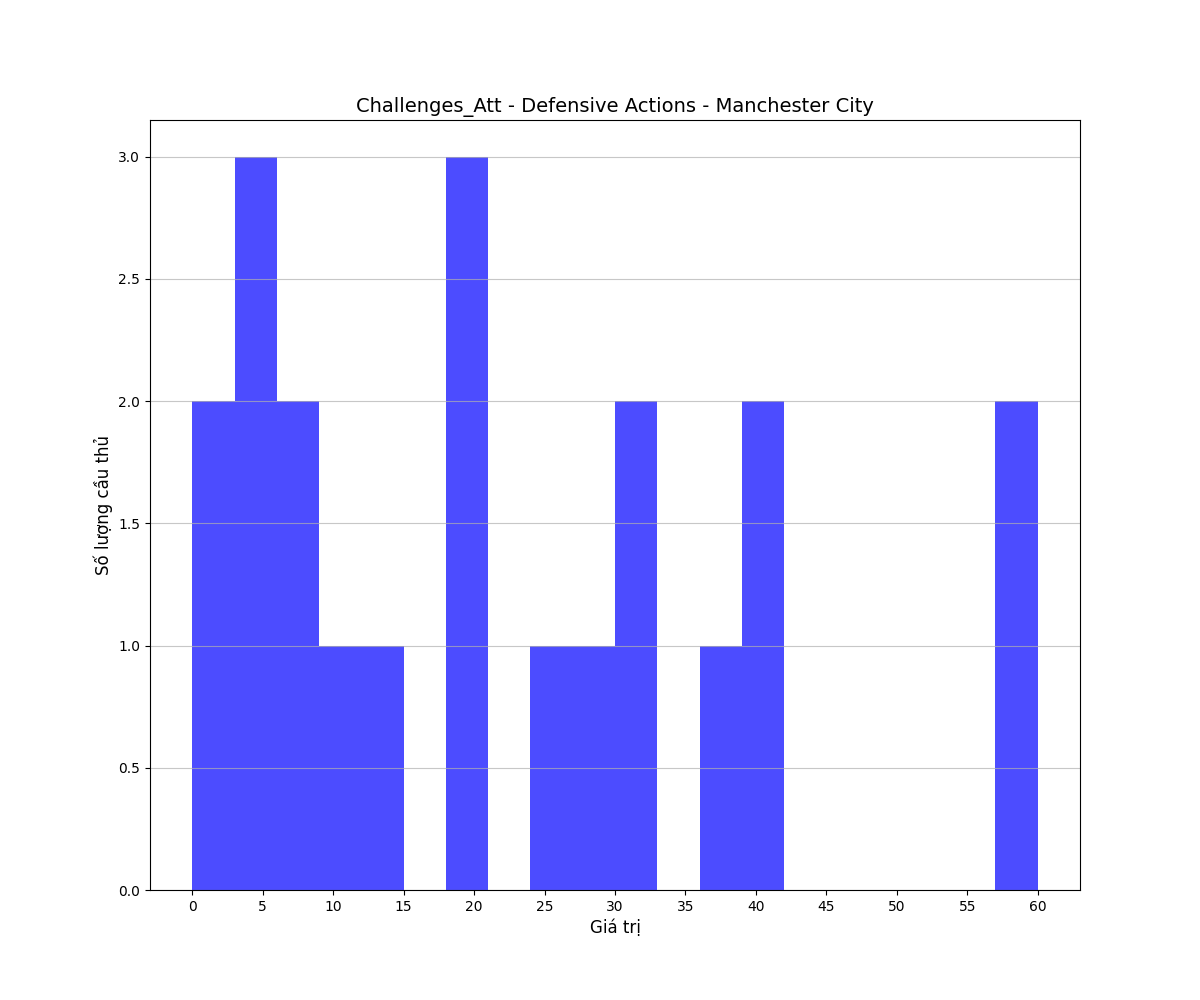 Challenges_Att - Defensive Actions - Manchester City
3.0
2.5
2.0
1.5
1.0
0.5
0.0
Số lượng cầu thủ
0 5 10 15 20 25 30 35 40 45 50 55 60
Giá trị